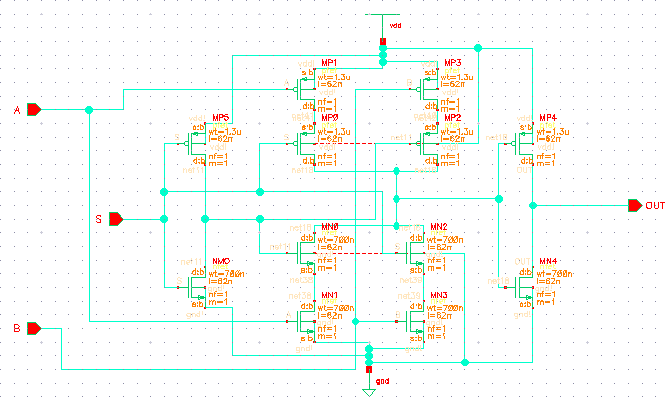 vdd
MP1
MP3
s:b
wt=1.3u
l=62n
s:b
wt=1.3u
l=62n
A
d:b
nf=1
m=1
d:b
nf=1
m=1
MP5
MP0
MP2
MP4
s:b
wt=1.3u
l=62n
s:b
wt=1.3u
l=62n
s:b
wt=1.3u
l=62n
s:b
wt=1.3u
l=62n
d:b
nf=1
m=1
d:b
nf=1
m=1
d:b
nf=1
m=1
d:b
nf=1
m=1
OUT
S
MN0
MN2
d:b
wt=700n
l=62n
d:b
wt=700n
l=62n
s:b
nf=1
m=1
s:b
nf=1
m=1
NM0
MN4
d:b
wt=700n
l=62n
d:b
wt=700n
l=62n
s:b
nf=1
m=1
s:b
nf=1
m=1
MN1
MN3
d:b
wt=700n
l=62n
d:b
wt=700n
l=62n
B
s:b
nf=1
m=1
s:b
nf=1
m=1
gnd